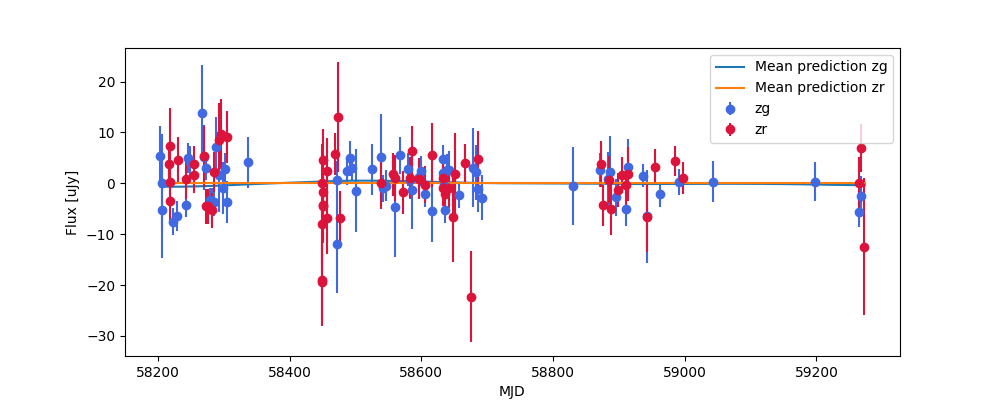 Mean prediction zg
Mean prediction zr
zg
zr
20
10
0
−10
−20
−30
Flux [uJy]
58200
58400
58600
58800
59000
59200
MJD